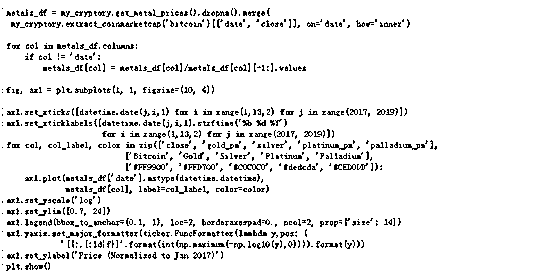 metals_df = my_cryptory.get_metal_prices().dropna().merge(
my_cryptory.extract_coinmarketcap('bitcoin')[['date', 'close']], on='date', how='inner')
for col in metals_df.columns:
if col != 'date':
metals_df[col] = metals_df[col]/metals_df[col][-1:].values
fig, ax1 = plt.subplots(1, 1, figsize=(10, 4))
ax1.set_xticks([datetime.date(j,i,1) for i in range(1,13,2) for j in range(2017, 2019)])
ax1.set_xticklabels([datetime.date(j,i,1).strftime('%b %d %Y')
for i in range(1,13,2) for j in range(2017, 2019)])
for col, col_label, color in zip(['close', 'gold_pm', 'silver', 'platinum_pm', 'palladium_pm'],
['Bitcoin', 'Gold', 'Silver', 'Platinum', 'Palladium'],
['#FF9900', '#FFD700', '#C0C0C0', '#dedcda', '#CED0DD']):
ax1.plot(metals_df['date'].astype(datetime.datetime),
metals_df[col], label=col_label, color=color)
ax1.set_yscale('log')
ax1.set_ylim([0.7, 24])
ax1.legend(bbox_to_anchor=(0.1, 1), loc=2, borderaxespad=0., ncol=2, prop={'size': 14})
ax1.yaxis.set_major_formatter(ticker.FuncFormatter(lambda y,pos: (
'{{:.{:1d}f}}'.format(int(np.maximum(-np.log10(y),0)))).format(y)))
ax1.set_ylabel('Price (Normalized to Jan 2017)')
plt.show()